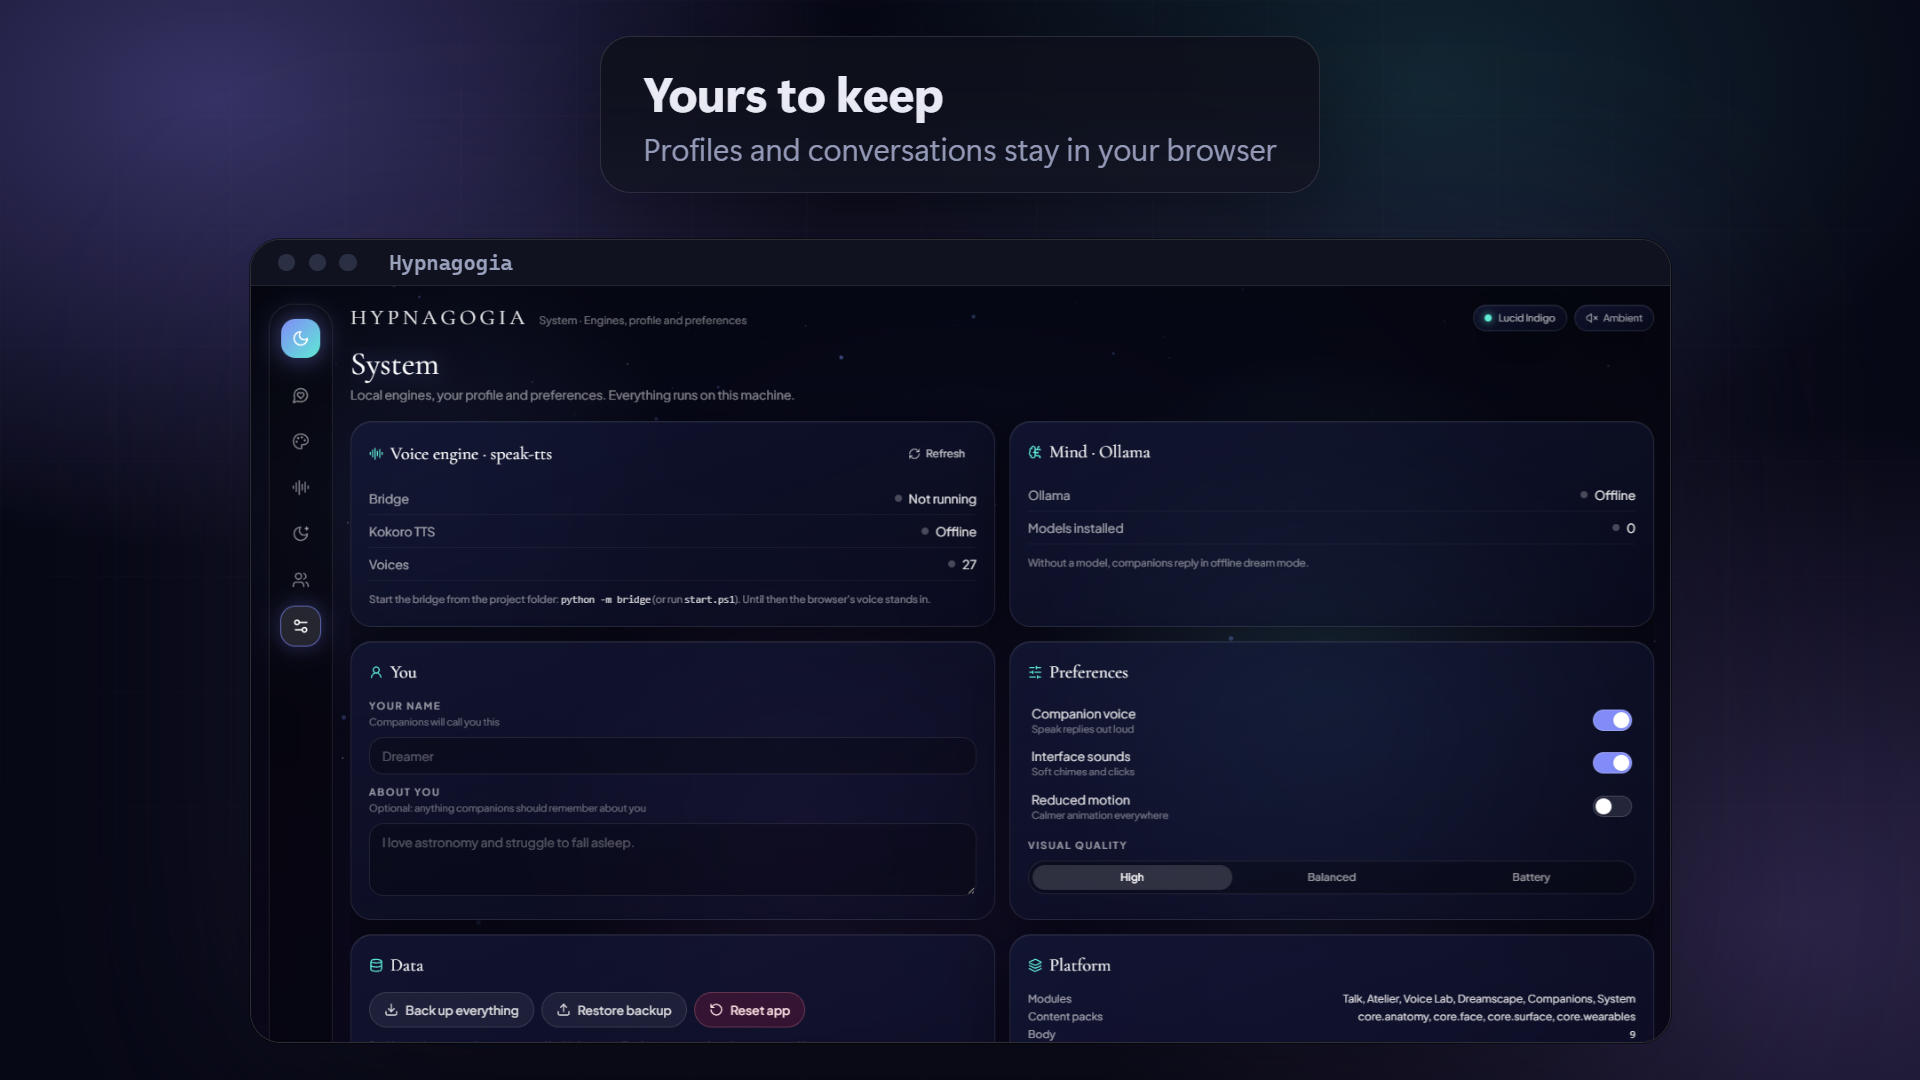 Yours to keep
Profiles and conversations stay in your browser
Hypnagogia
HYPNAGOGIA
System · Engines, profile and preferences
Lucid Indigo
Ambient
System
Local engines, your profile and preferences. Everything runs on this machine.
Voice engine · speak-tts
Refresh
Bridge
Not running
Kokoro TTS
Offline
Voices
27
Start the bridge from the project folder: python -m bridge (or run start.ps1). Until then the browser's voice stands in.
Mind · Ollama
Ollama
Offline
Models installed
0
Without a model, companions reply in offline dream mode.
You
YOUR NAME
Companions will call you this
Dreamer
ABOUT YOU
Optional: anything companions should remember about you
I love astronomy and struggle to fall asleep.
Preferences
Companion voice
Speak replies out loud
Interface sounds
Soft chimes and clicks
Reduced motion
Calmer animation everywhere
VISUAL QUALITY
High
Balanced
Battery
Data
Back up everything
Restore backup
Reset app
Platform
Modules
Talk, Atelier, Voice Lab, Dreamscape, Companions, System
Content packs
core.anatomy, core.face, core.surface, core.wearables
Body
9